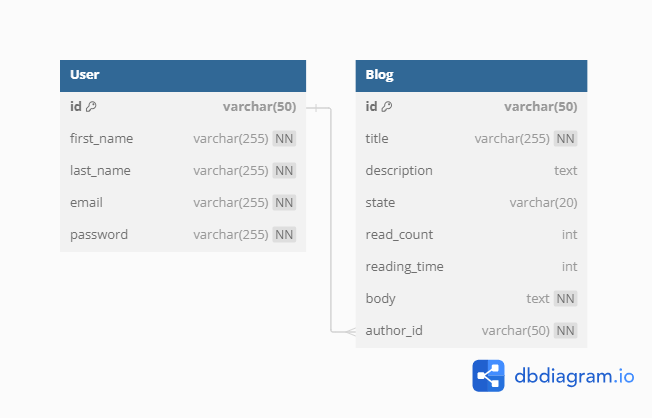 User
id varchar(50)
first_name varchar(255) NN
last_name varchar(255) NN
email varchar(255) NN
password varchar(255) NN
Blog
id varchar(50)
title varchar(255) NN
description text
state varchar(20)
read_count int
reading_time int
body text NN
author_id varchar(50) NN
dbdiagram.io